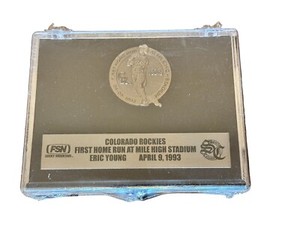 COLORADO ROCKIES
FSN
FIRST HOME RUN AT MILE HIGH STADIUM
ERIC YOUNG APRIL 9, 1993